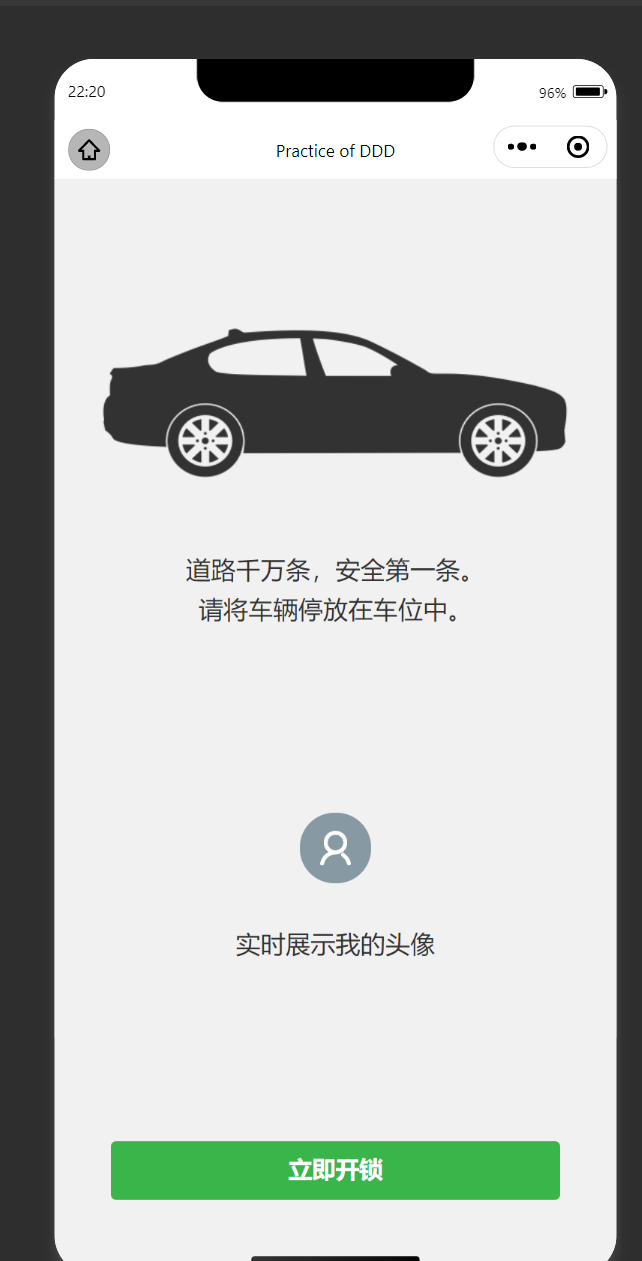 22:20
96%
Practice of DDD
道路千万条，安全第一条。
请将车辆停放在车位中。
实时展示我的头像
立即开锁